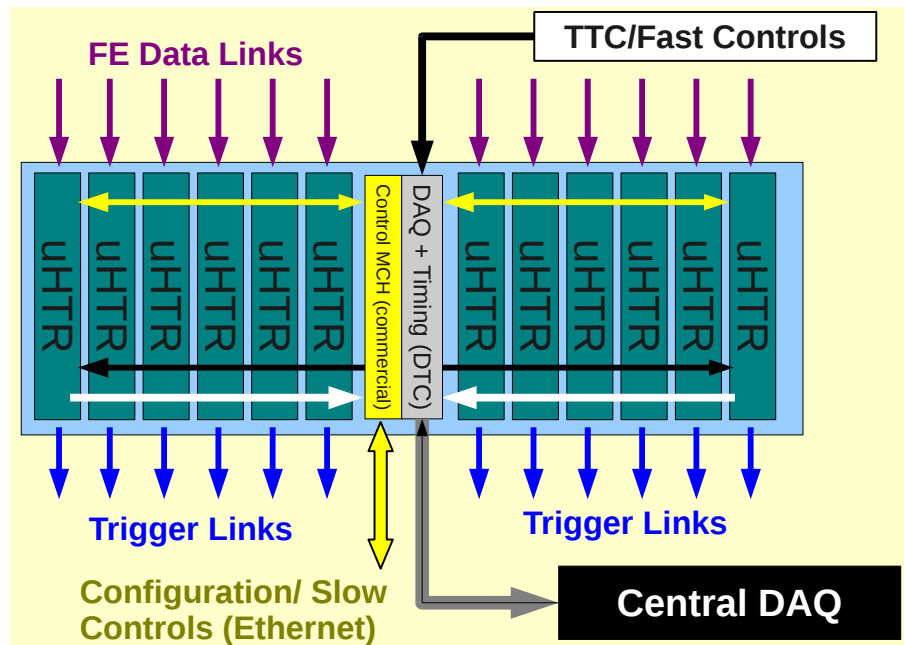 TTC/Fast Controls
FE Data Links
uHTR
uHTR
uHTR
uHTR
uHTR
uHTR
Control MCH (commercial)
DAQ + Timing (DTC)
uHTR
uHTR
uHTR
uHTR
uHTR
uHTR
Trigger Links
Trigger Links
Configuration/ Slow
Controls (Ethernet)
Central DAQ